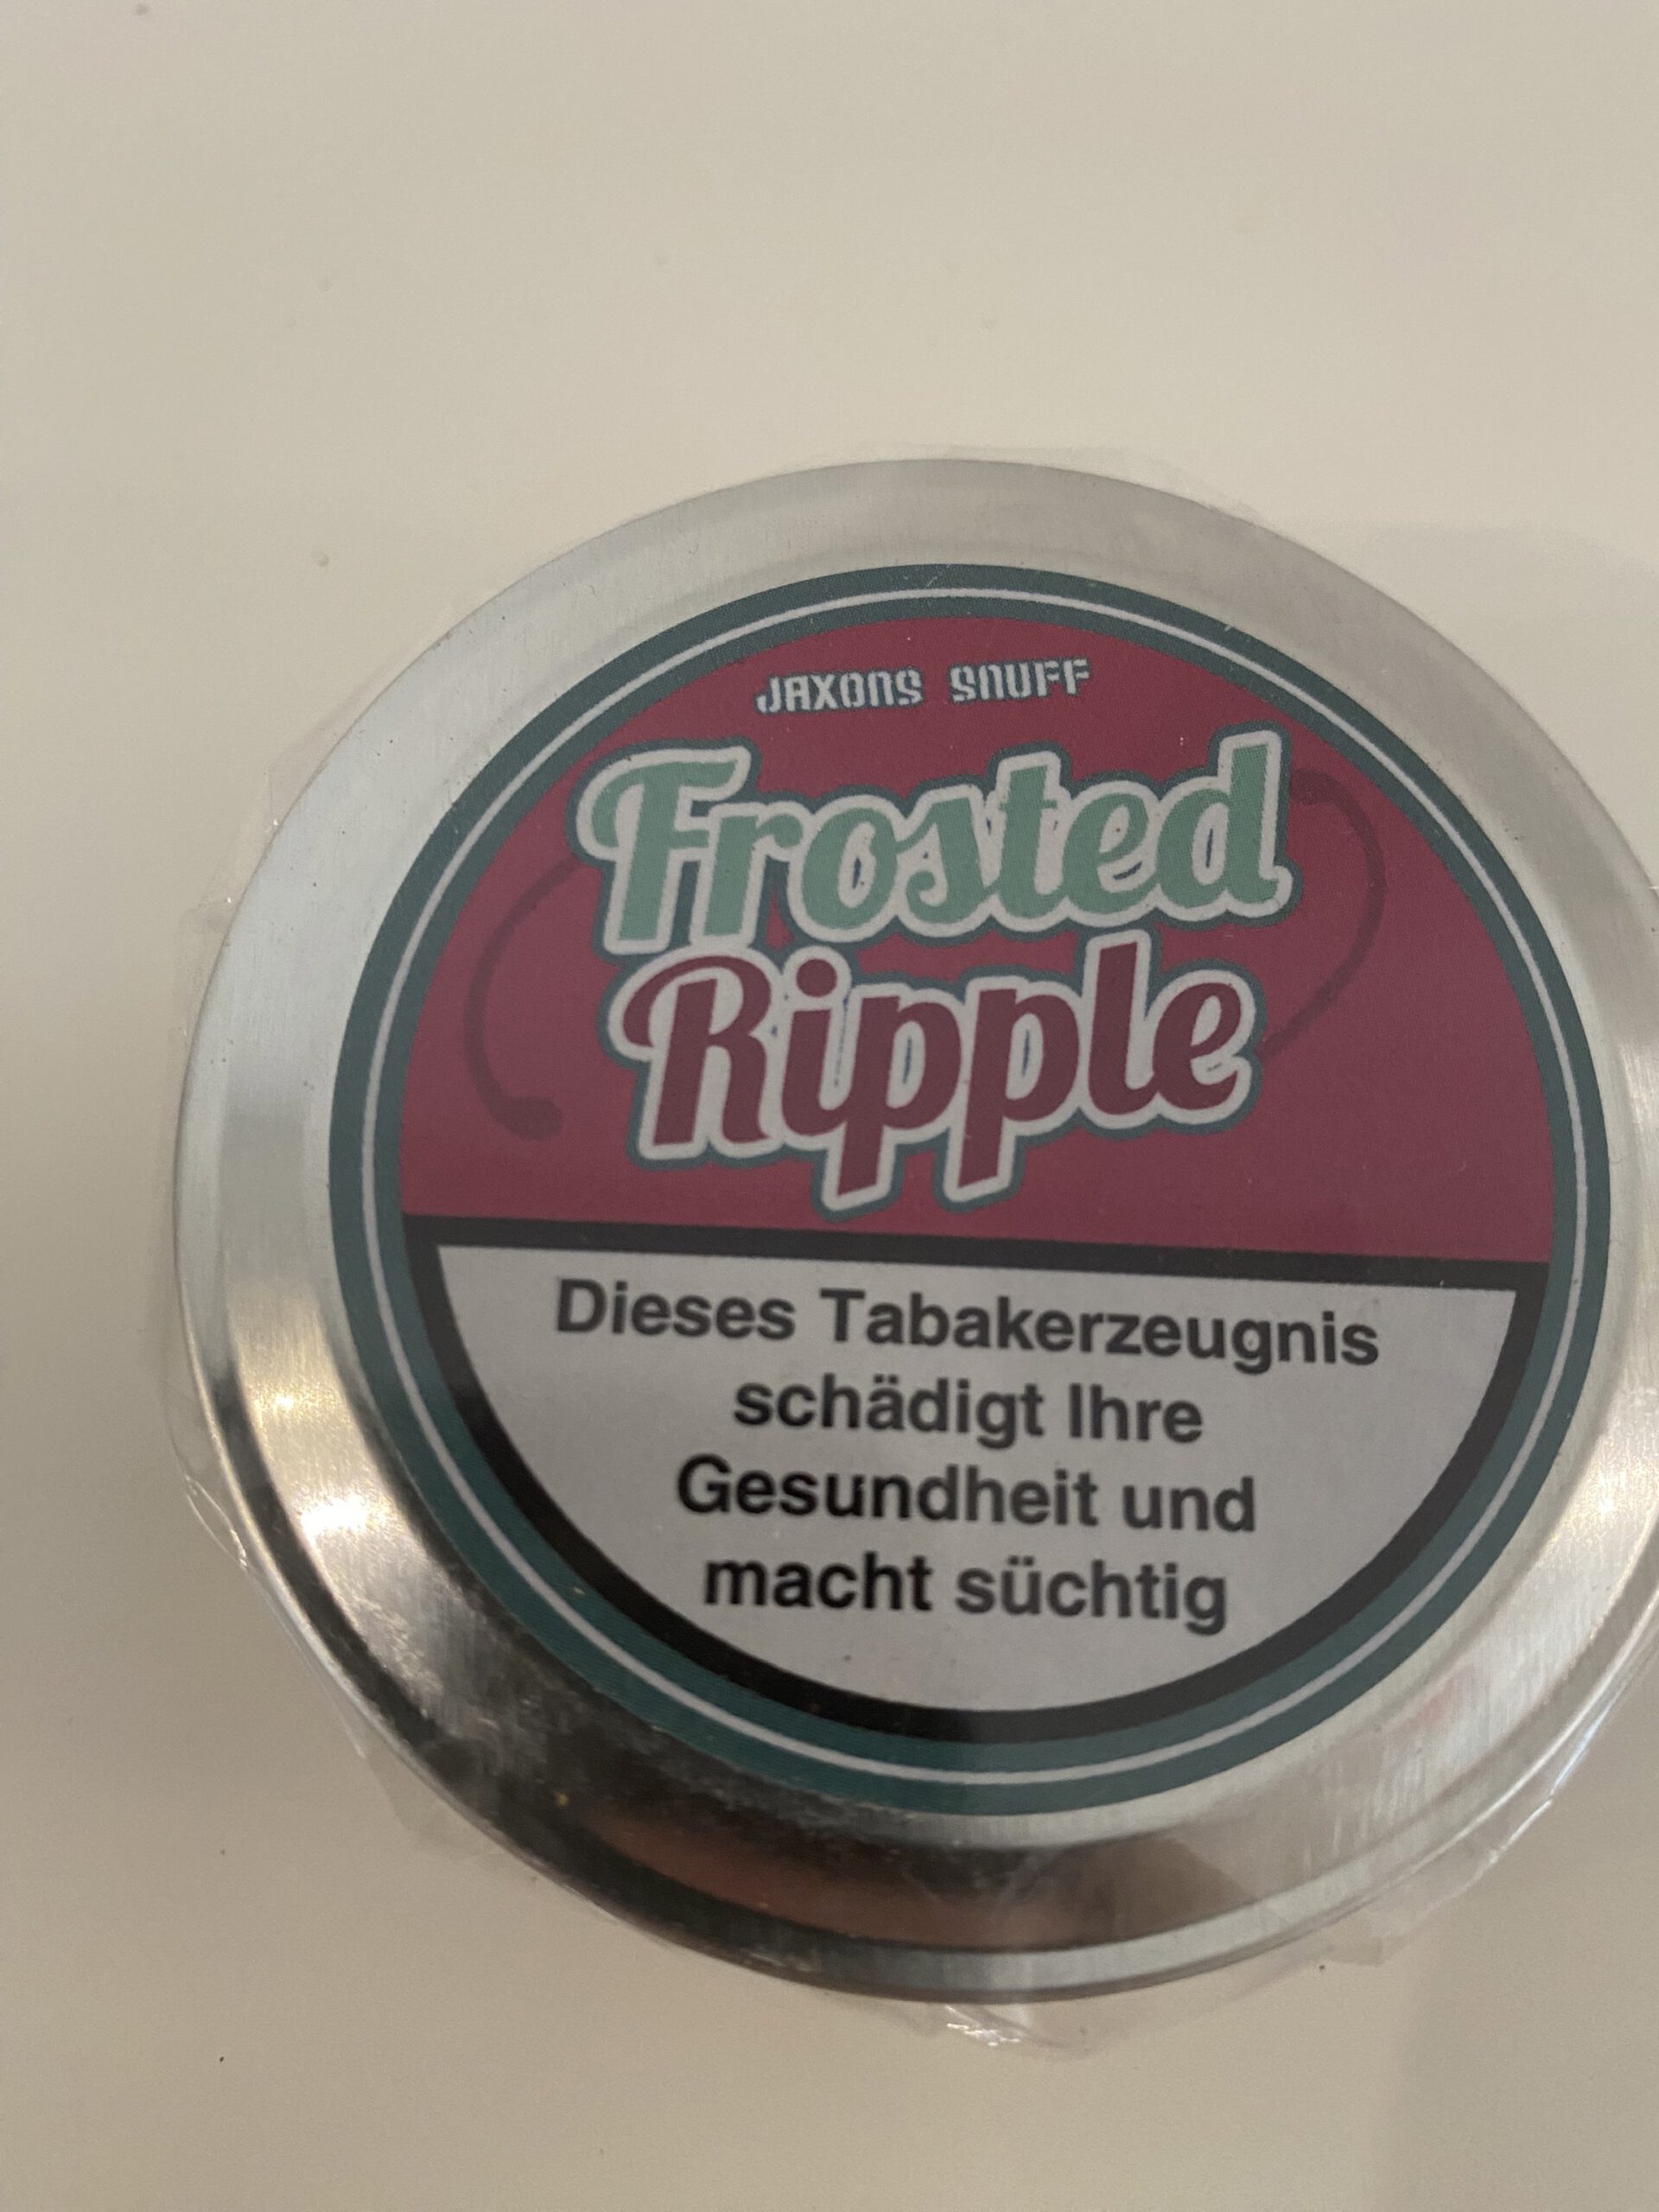 JAXONS SNUFF
Frosted
Ripple
Dieses Tabakerzeugnis
schädigt Ihre
Gesundheit und
macht süchtig